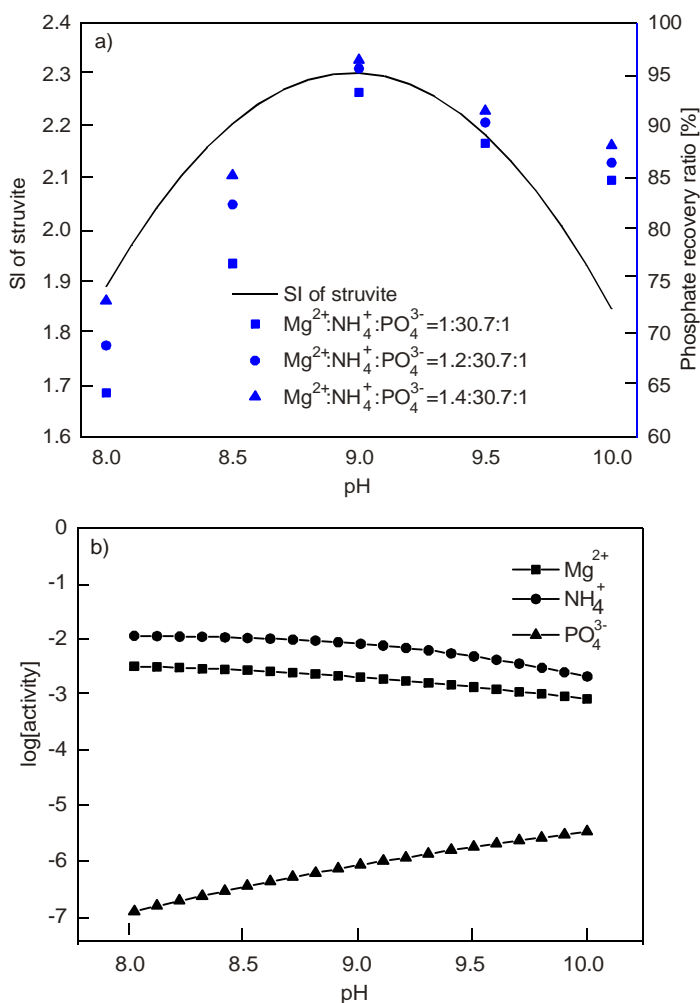 a)
2.4
2.3
2.2
2.1
2.0
1.9
1.8
1.7
1.6
SI of struvite
100
95
90
85
80
75
70
65
60
Phosphate recovery ratio [%]
SI of struvite
Mg²⁺:NH₄⁺:PO₄³⁻=1:30.7:1
Mg²⁺:NH₄⁺:PO₄³⁻=1.2:30.7:1
Mg²⁺:NH₄⁺:PO₄³⁻=1.4:30.7:1
8.0 8.5 9.0 9.5 10.0
pH
b)
0
-1
-2
-3
-4
-5
-6
-7
log[activity]
Mg²⁺
NH₄⁺
PO₄³⁻
8.0 8.5 9.0 9.5 10.0
pH